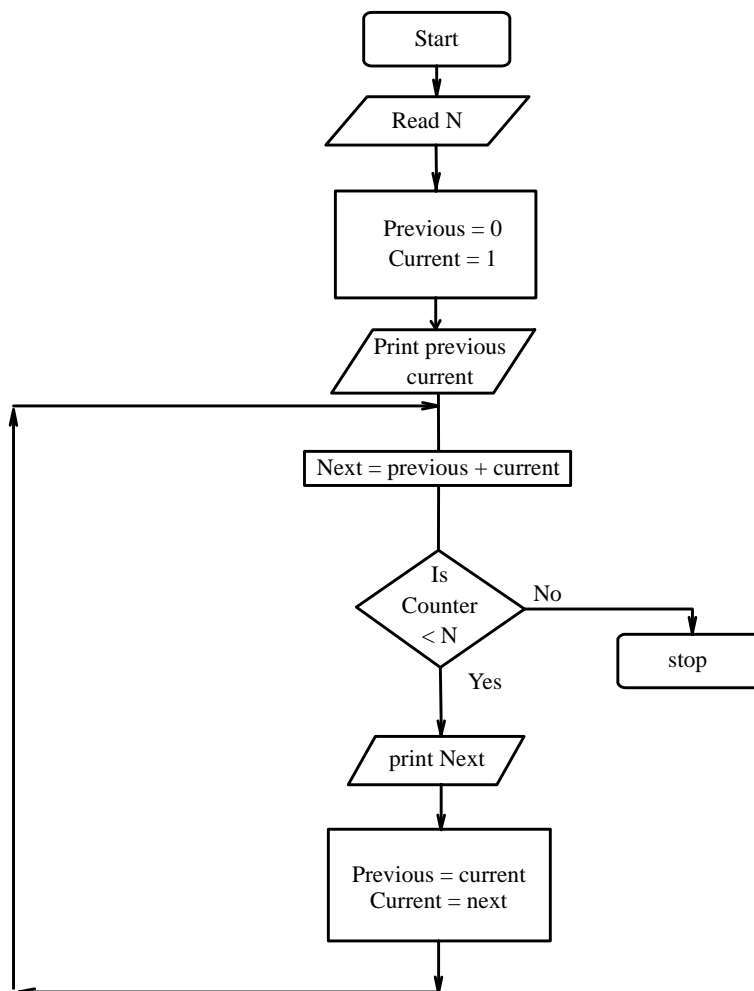 Start
Read N
Previous = 0
Current = 1
Print previous
current
Next = previous + current
Is
Counter
< N
No
stop
Yes
print Next
Previous = current
Current = next